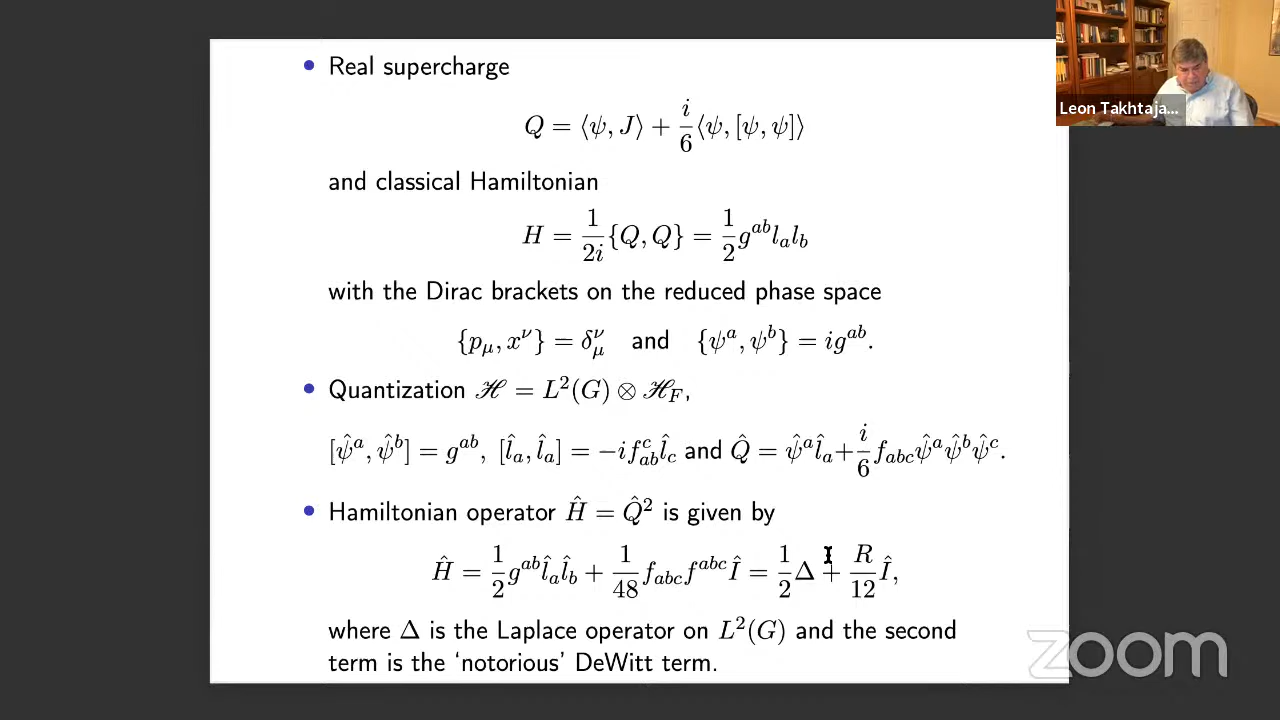 • Real supercharge
Q = ⟨ψ, J⟩ + i/6 ⟨ψ, [ψ, ψ]⟩
and classical Hamiltonian
H = 1/2i {Q, Q} = 1/2 g^{ab} l_a l_b
with the Dirac brackets on the reduced phase space
{p_μ, x^ν} = δ^ν_μ and {ψ^a, ψ^b} = ig^{ab}.
• Quantization ℋ = L²(G) ⊗ ℋ_F,
[ψ̂^a, ψ̂^b] = g^{ab}, [l̂_a, l̂_a] = −if^c_{ab} l̂_c and Q̂ = ψ̂^a l̂_a + i/6 f_{abc} ψ̂^a ψ̂^b ψ̂^c.
• Hamiltonian operator Ĥ = Q̂² is given by
Ĥ = 1/2 g^{ab} l̂_a l̂_b + 1/48 f_{abc} f^{abc} Î = 1/2 Δ + R/12 Î,
where Δ is the Laplace operator on L²(G) and the second
term is the ‘notorious’ DeWitt term.
Leon Takhtaja...
zoom